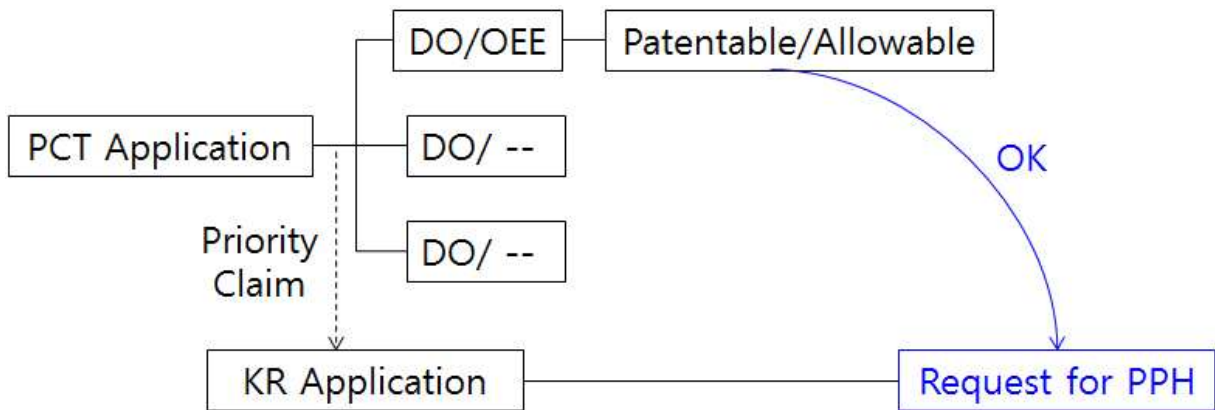 DO/OEE
Patentable/Allowable
PCT Application
DO/ --
OK
Priority
Claim
DO/ --
KR Application
Request for PPH